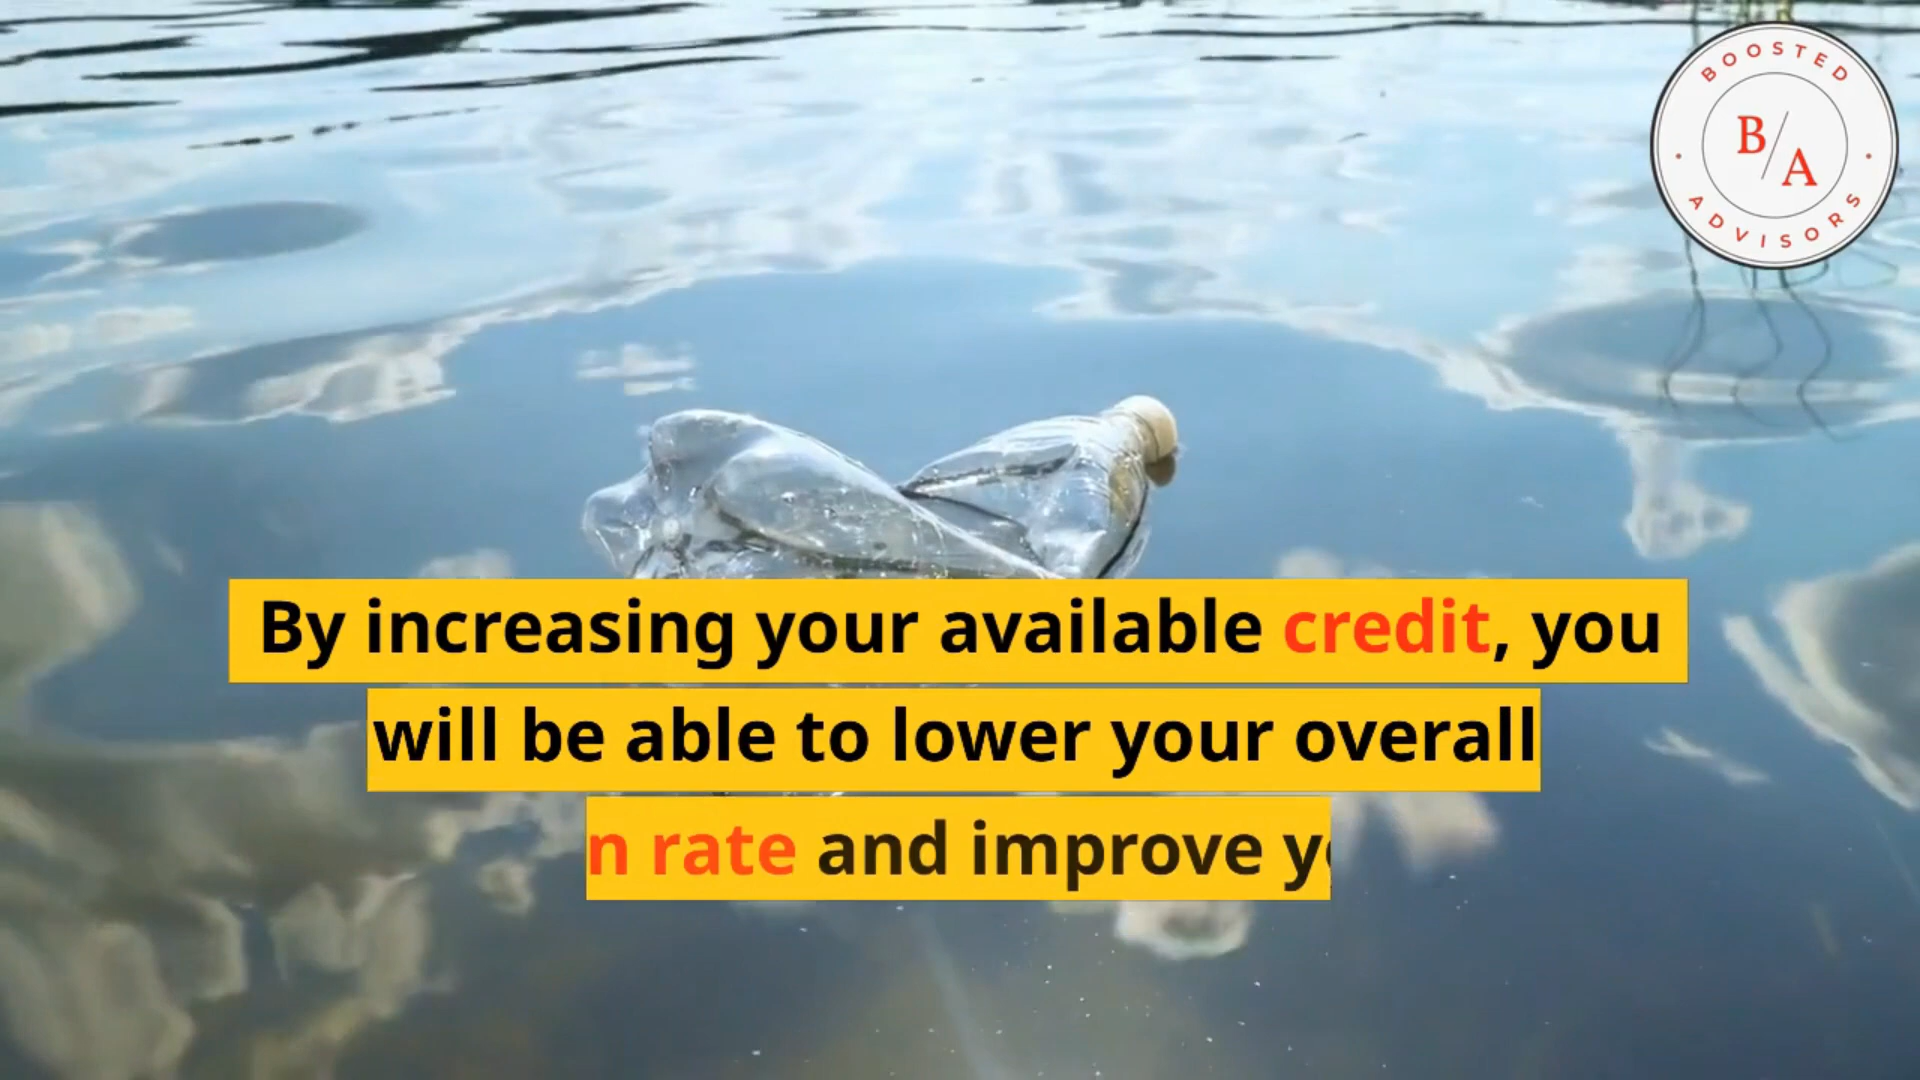 BOOSTED
B/A
ADVISORS
By increasing your available credit, you
will be able to lower your overall
n rate and improve y